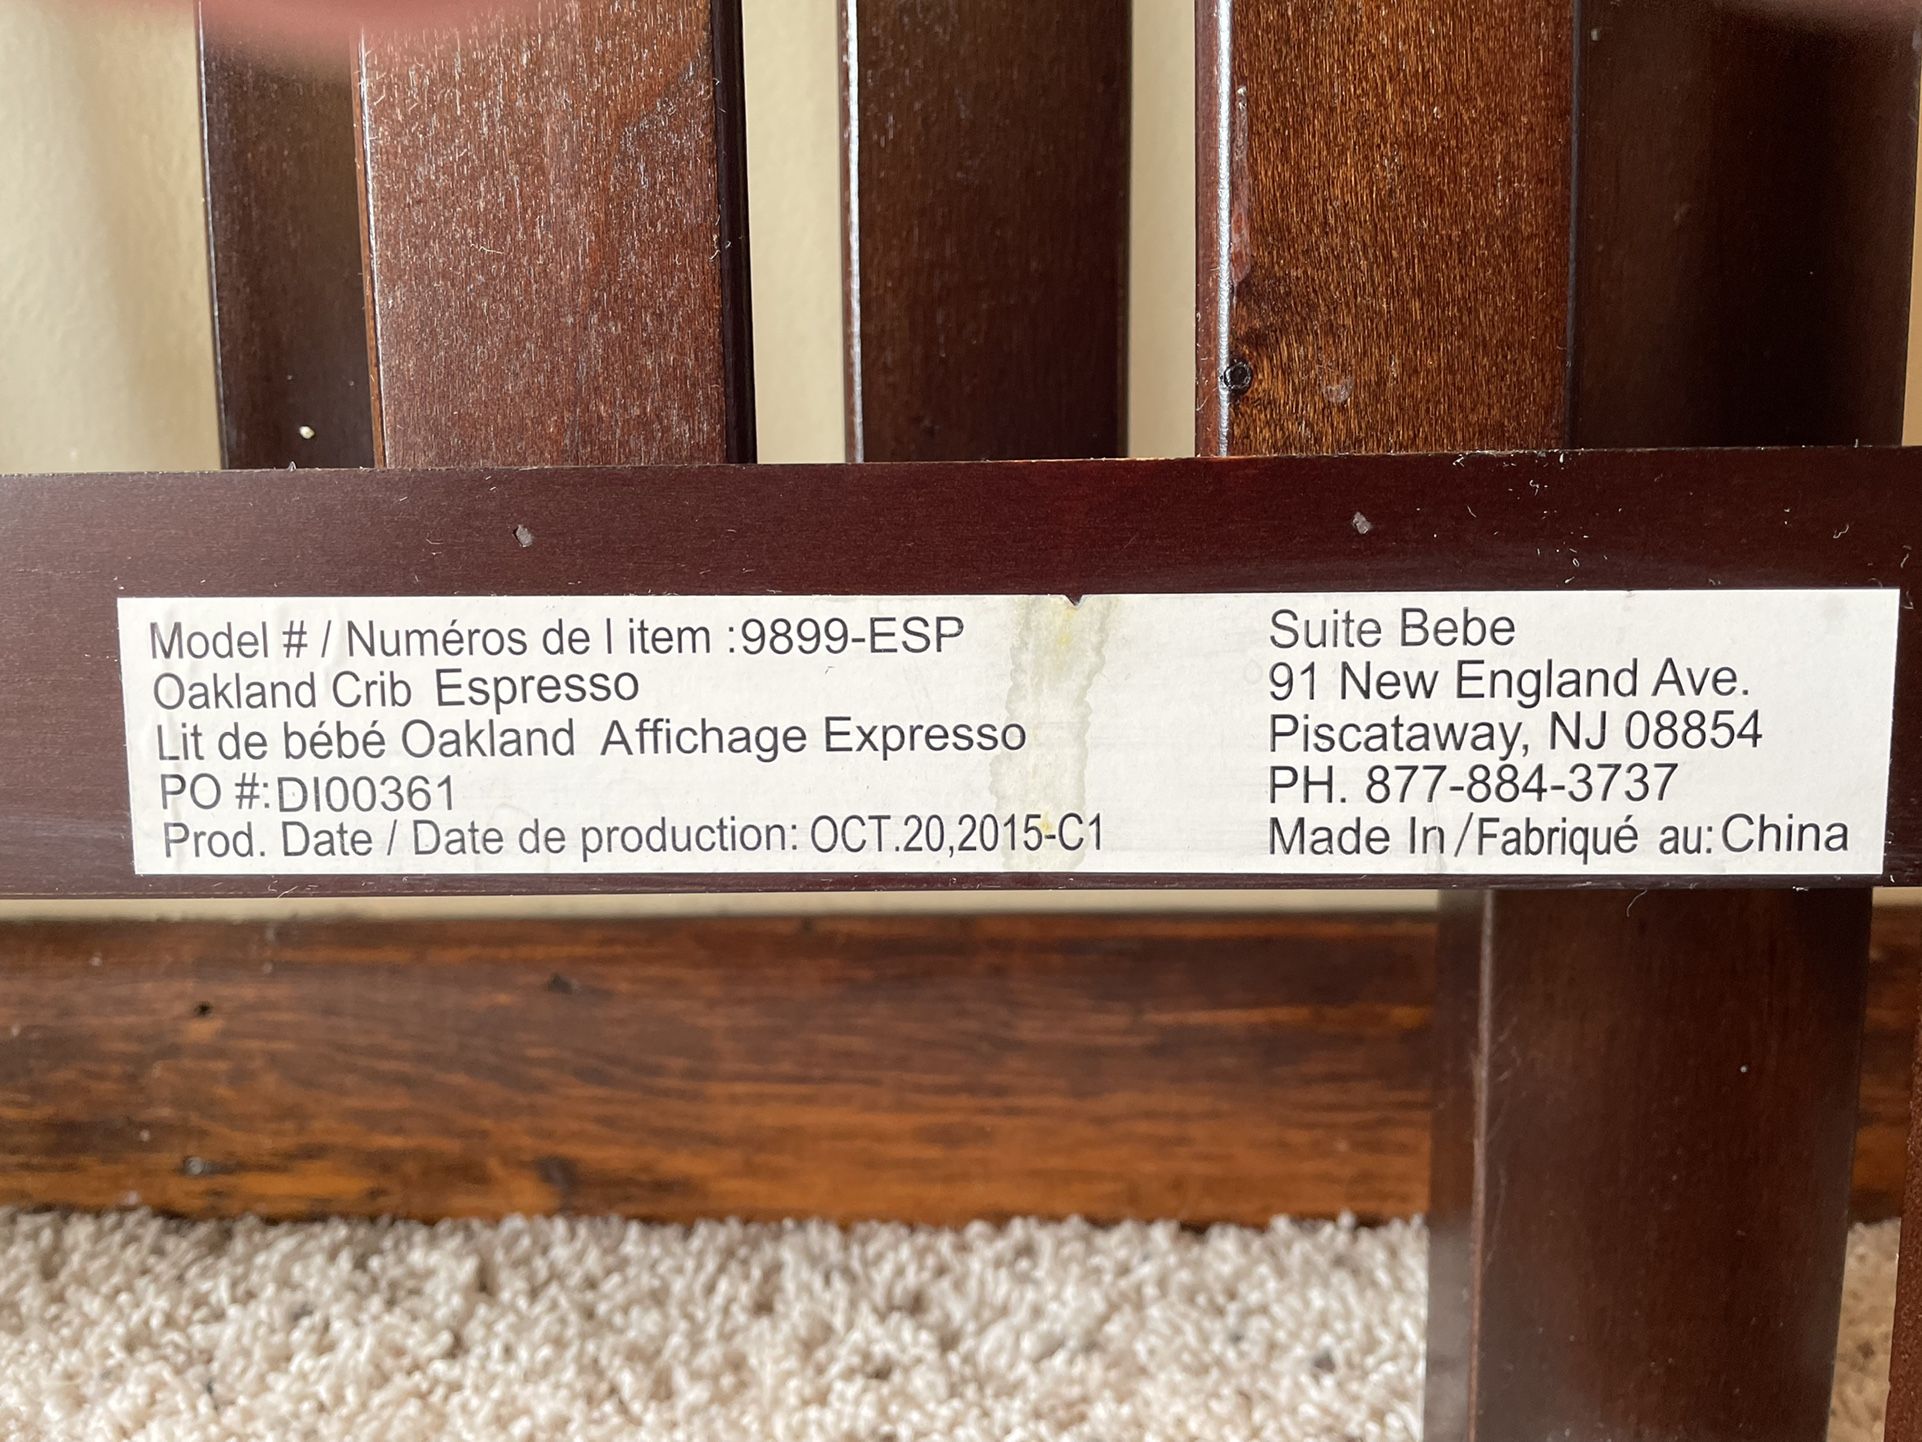 Model # / Numéros de l item :9899-ESP
Oakland Crib Espresso
Lit de bébé Oakland Affichage Expresso
PO #:DI00361
Prod. Date / Date de production: OCT.20,2015-C1
Suite Bebe
91 New England Ave.
Piscataway, NJ 08854
PH. 877-884-3737
Made In/Fabriqué au:China